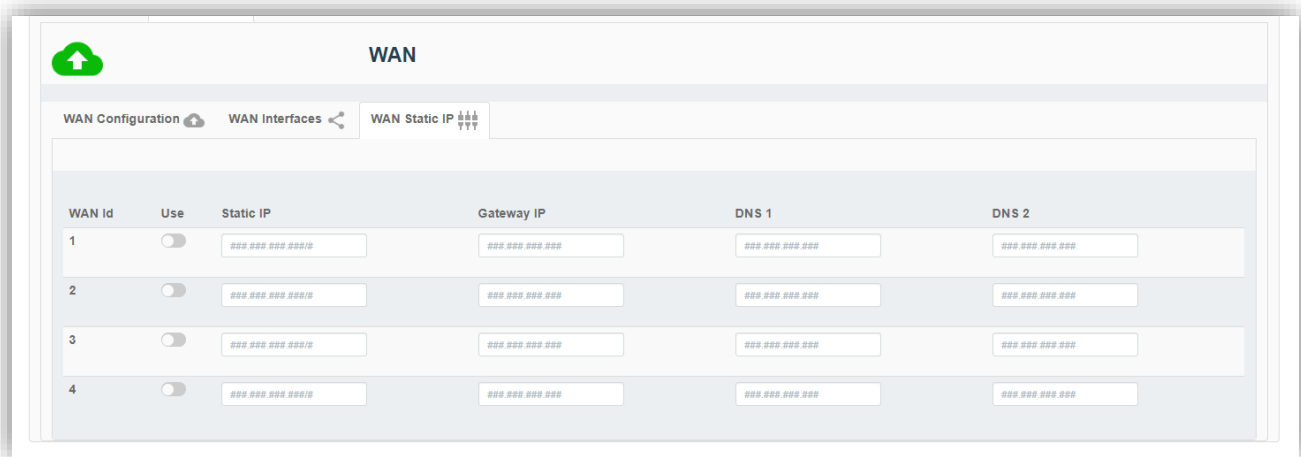 WAN
WAN Configuration WAN Interfaces WAN Static IP
WAN Id Use Static IP Gateway IP DNS 1 DNS 2
1 ###.###.###.###/# ###.###.###.### ###.###.###.### ###.###.###.###
2 ###.###.###.###/# ###.###.###.### ###.###.###.### ###.###.###.###
3 ###.###.###.###/# ###.###.###.### ###.###.###.### ###.###.###.###
4 ###.###.###.###/# ###.###.###.### ###.###.###.### ###.###.###.###